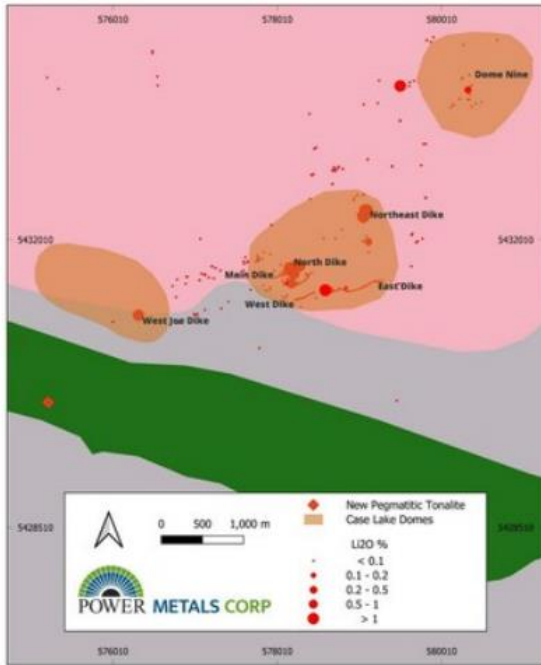 576010 578010 580010
Dome Nine
Northeast Dike
5432010 5432010
North Dike
Main Dike
East Dike
West Dike
West Joe Dike
5428510 5428510
New Pegmatitic Tonalite
0 500 1,000 m
Case Lake Domes
Li2O %
< 0.1
0.1 - 0.2
0.2 - 0.5
0.5 - 1
> 1
POWER METALS CORP
576010 578010 580010